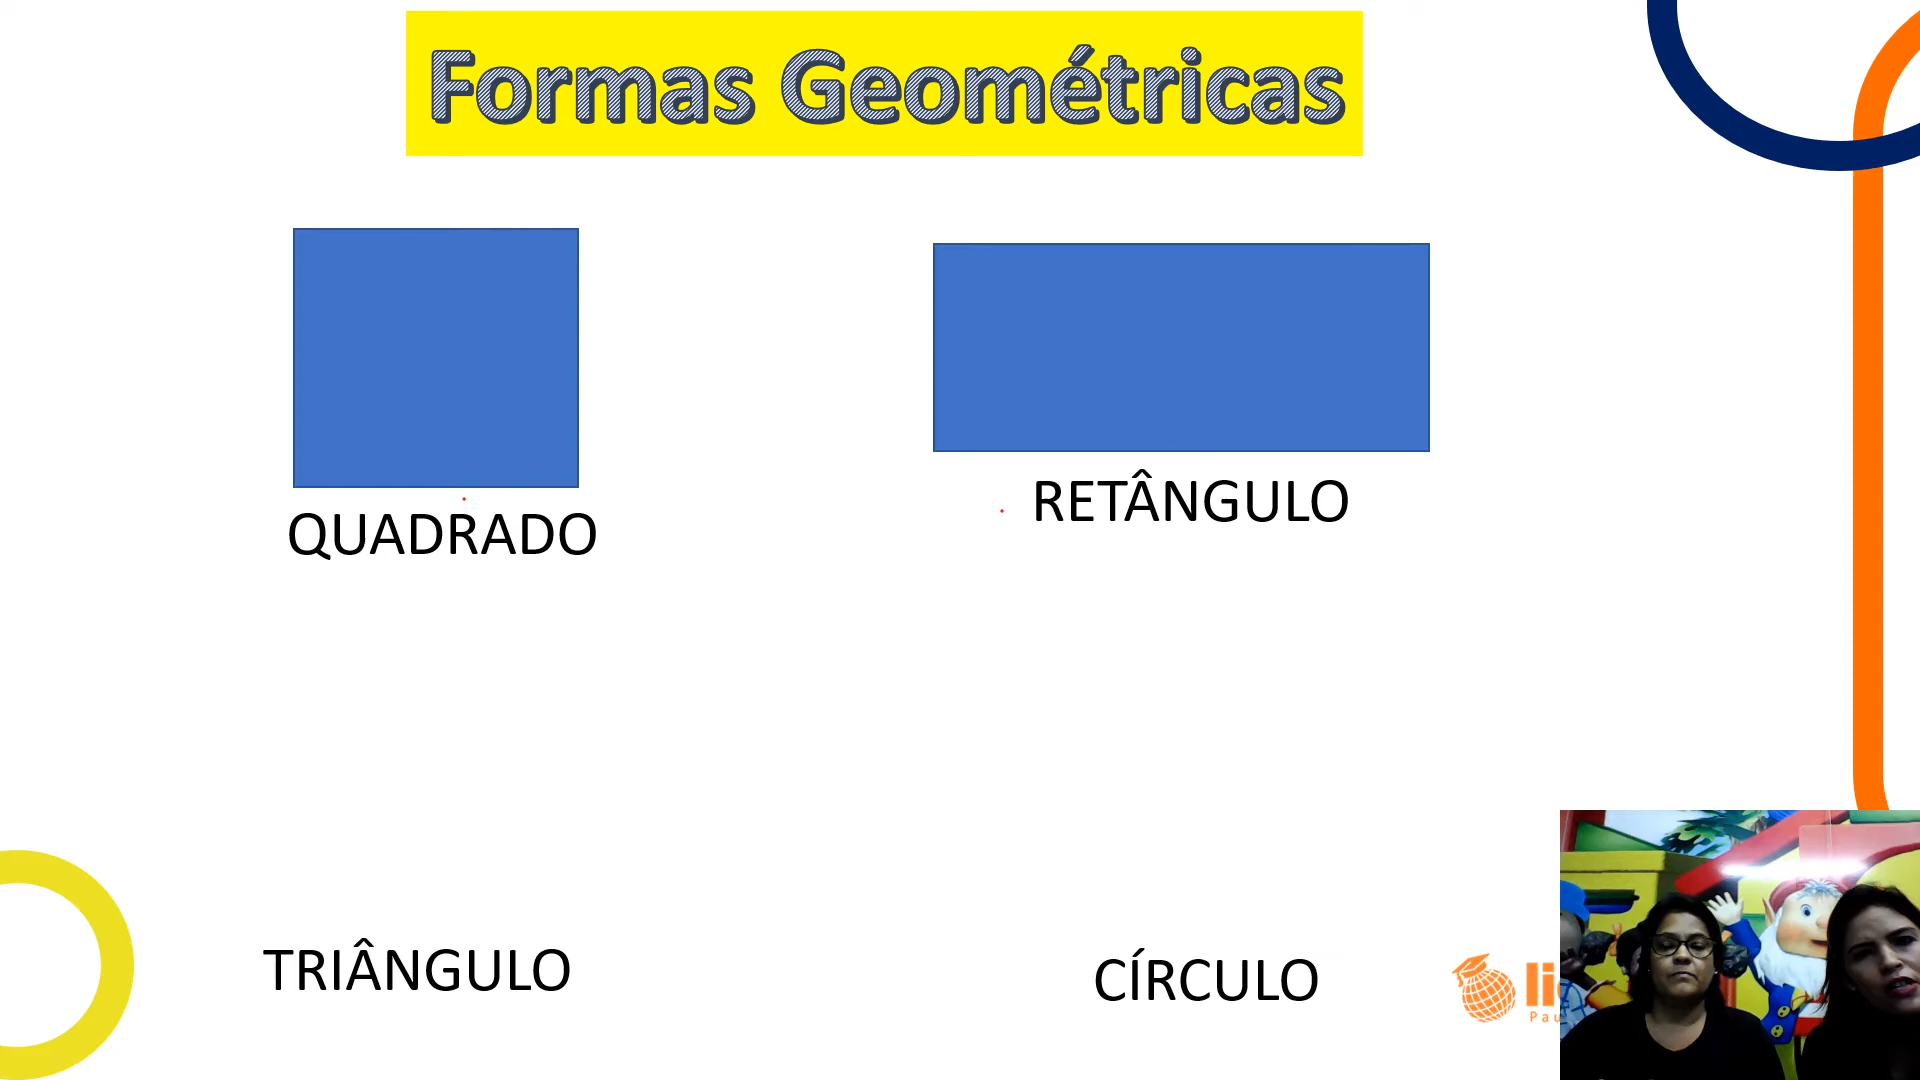 Formas Geométricas
QUADRADO
RETÂNGULO
TRIÂNGULO
CÍRCULO